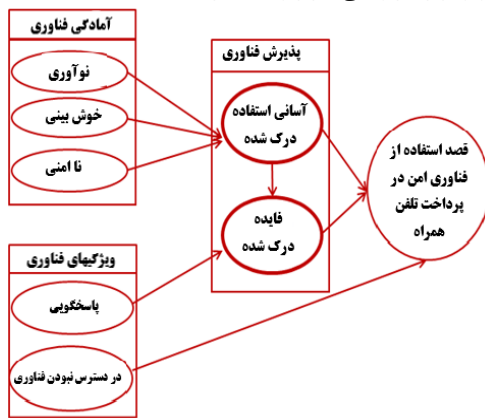 آمادگی فناوری
نوآوری
خوش بینی
نا امنی
پذیرش فناوری
آسانی استفاده
درک شده
فایده
درک شده
قصد استفاده از
فناوری امن در
پرداخت تلفن
همراه
ویژگیهای فناوری
پاسخگویی
در دسترس نبودن فناوری